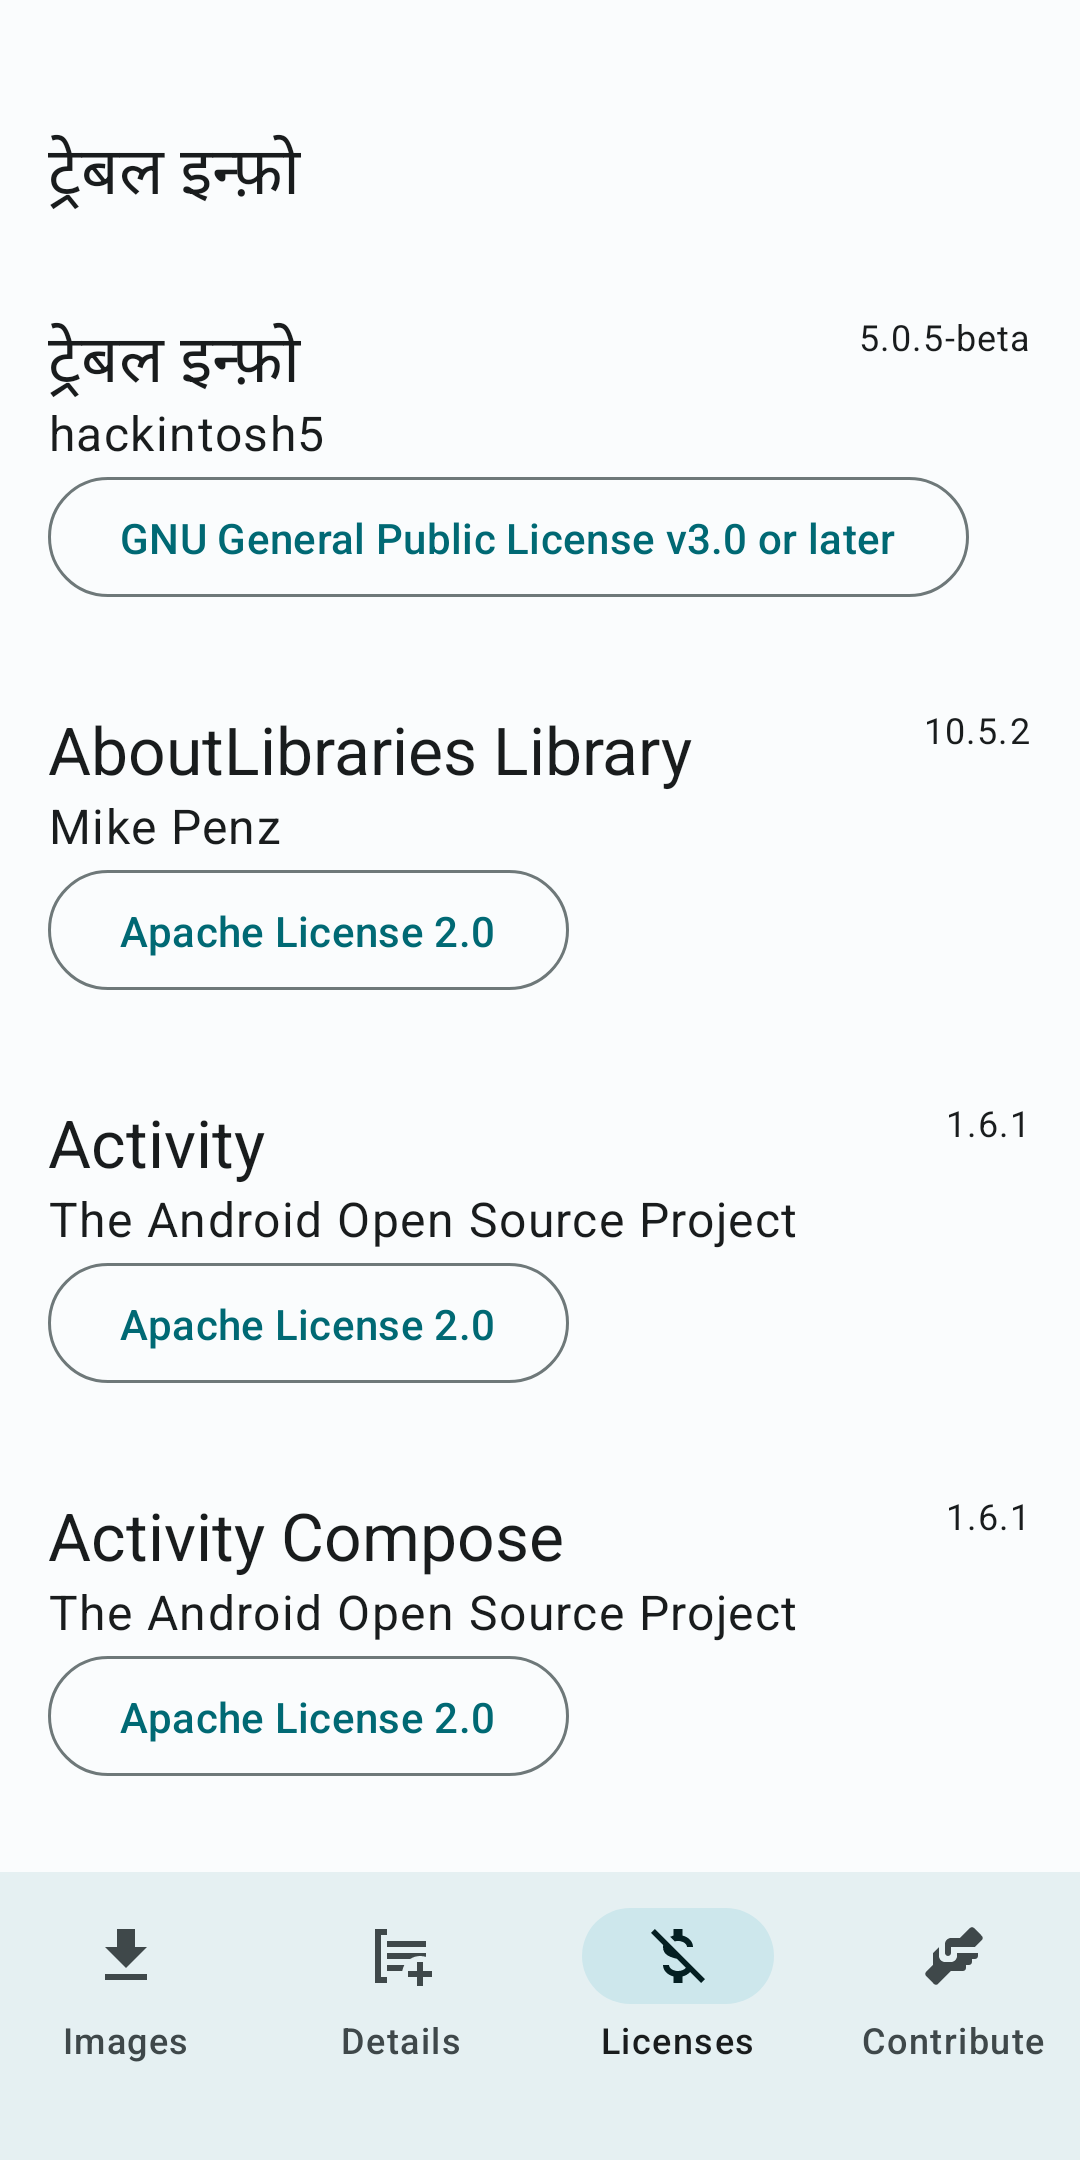 ट्रेबल इन्फ़ो
ट्रेबल इन्फ़ो
5.0.5-beta
hackintosh5
GNU General Public License v3.0 or later
AboutLibraries Library
10.5.2
Mike Penz
Apache License 2.0
Activity
1.6.1
The Android Open Source Project
Apache License 2.0
Activity Compose
1.6.1
The Android Open Source Project
Apache License 2.0
Images
Details
Licenses
Contribute